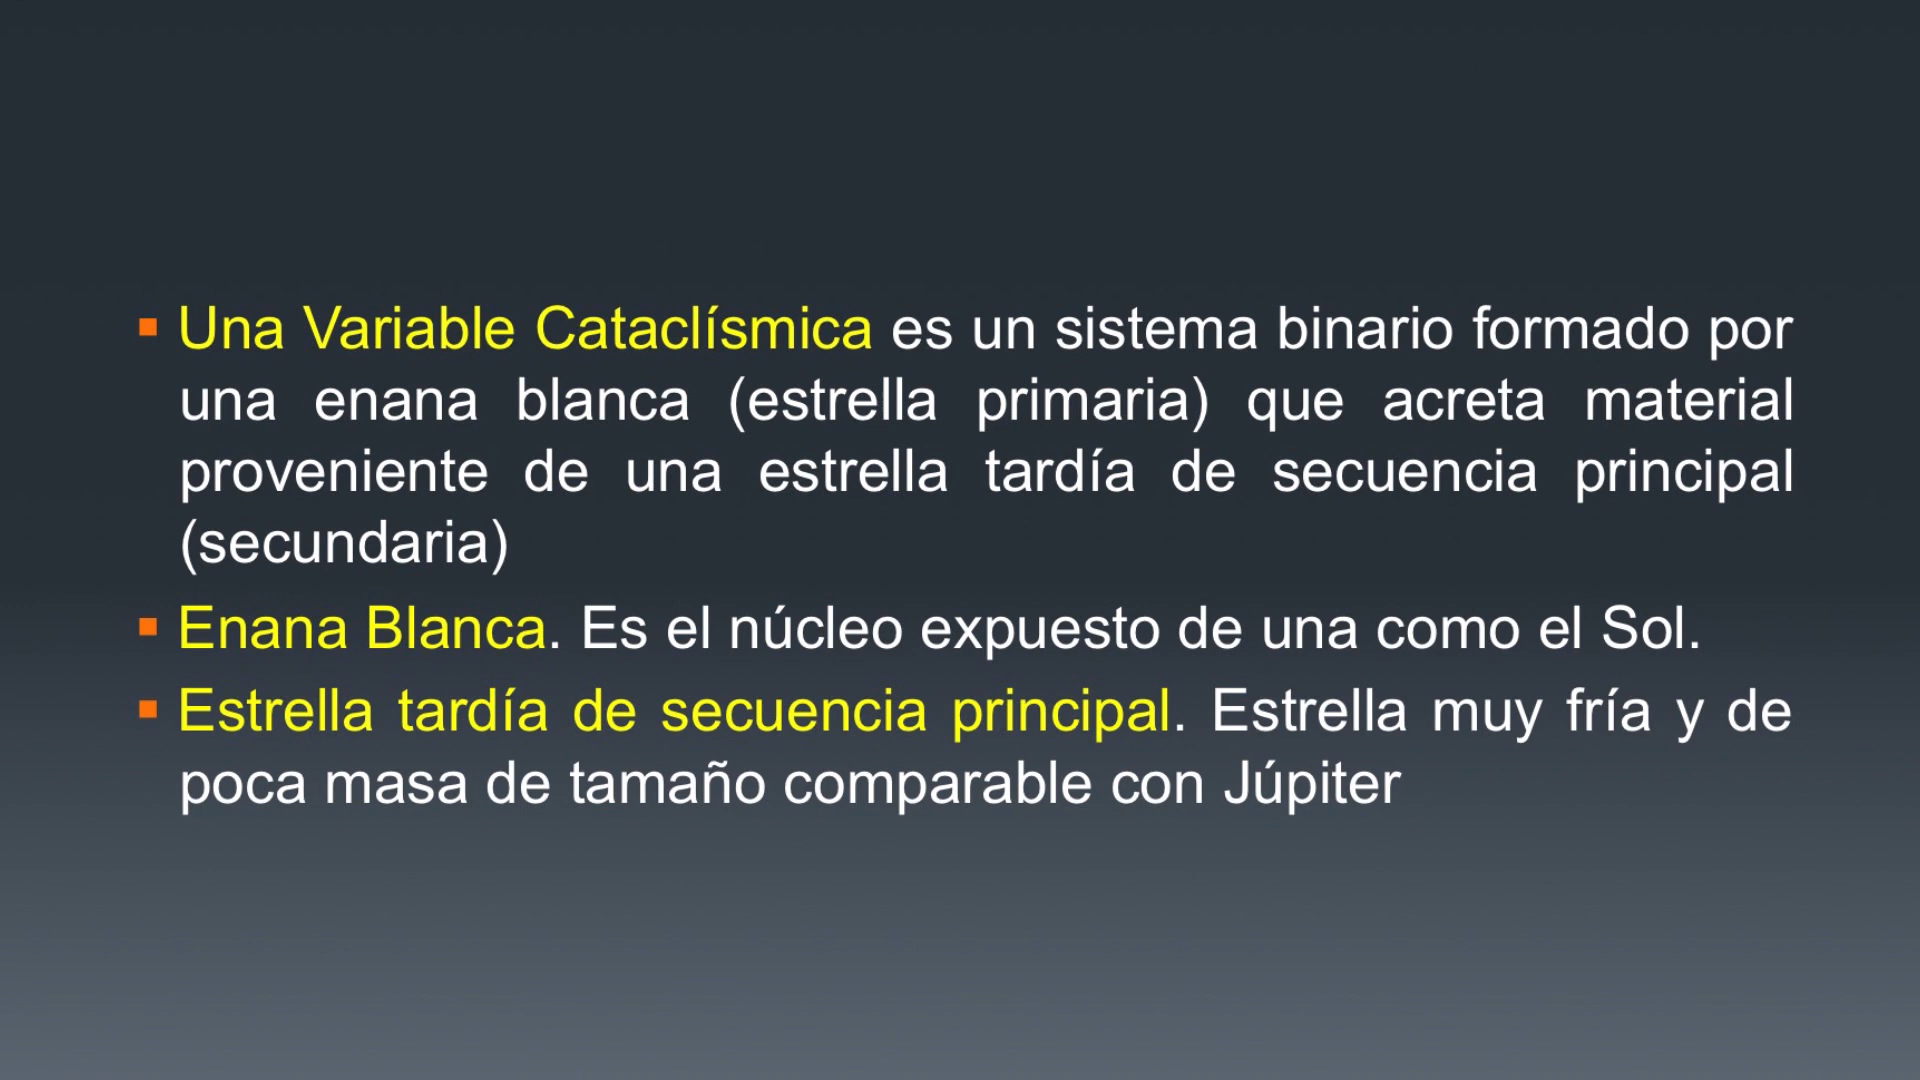 Una Variable Cataclísmica es un sistema binario formado por
una enana blanca (estrella primaria) que acreta material
proveniente de una estrella tardía de secuencia principal
(secundaria)
Enana Blanca. Es el núcleo expuesto de una como el Sol.
Estrella tardía de secuencia principal. Estrella muy fría y de
poca masa de tamaño comparable con Júpiter